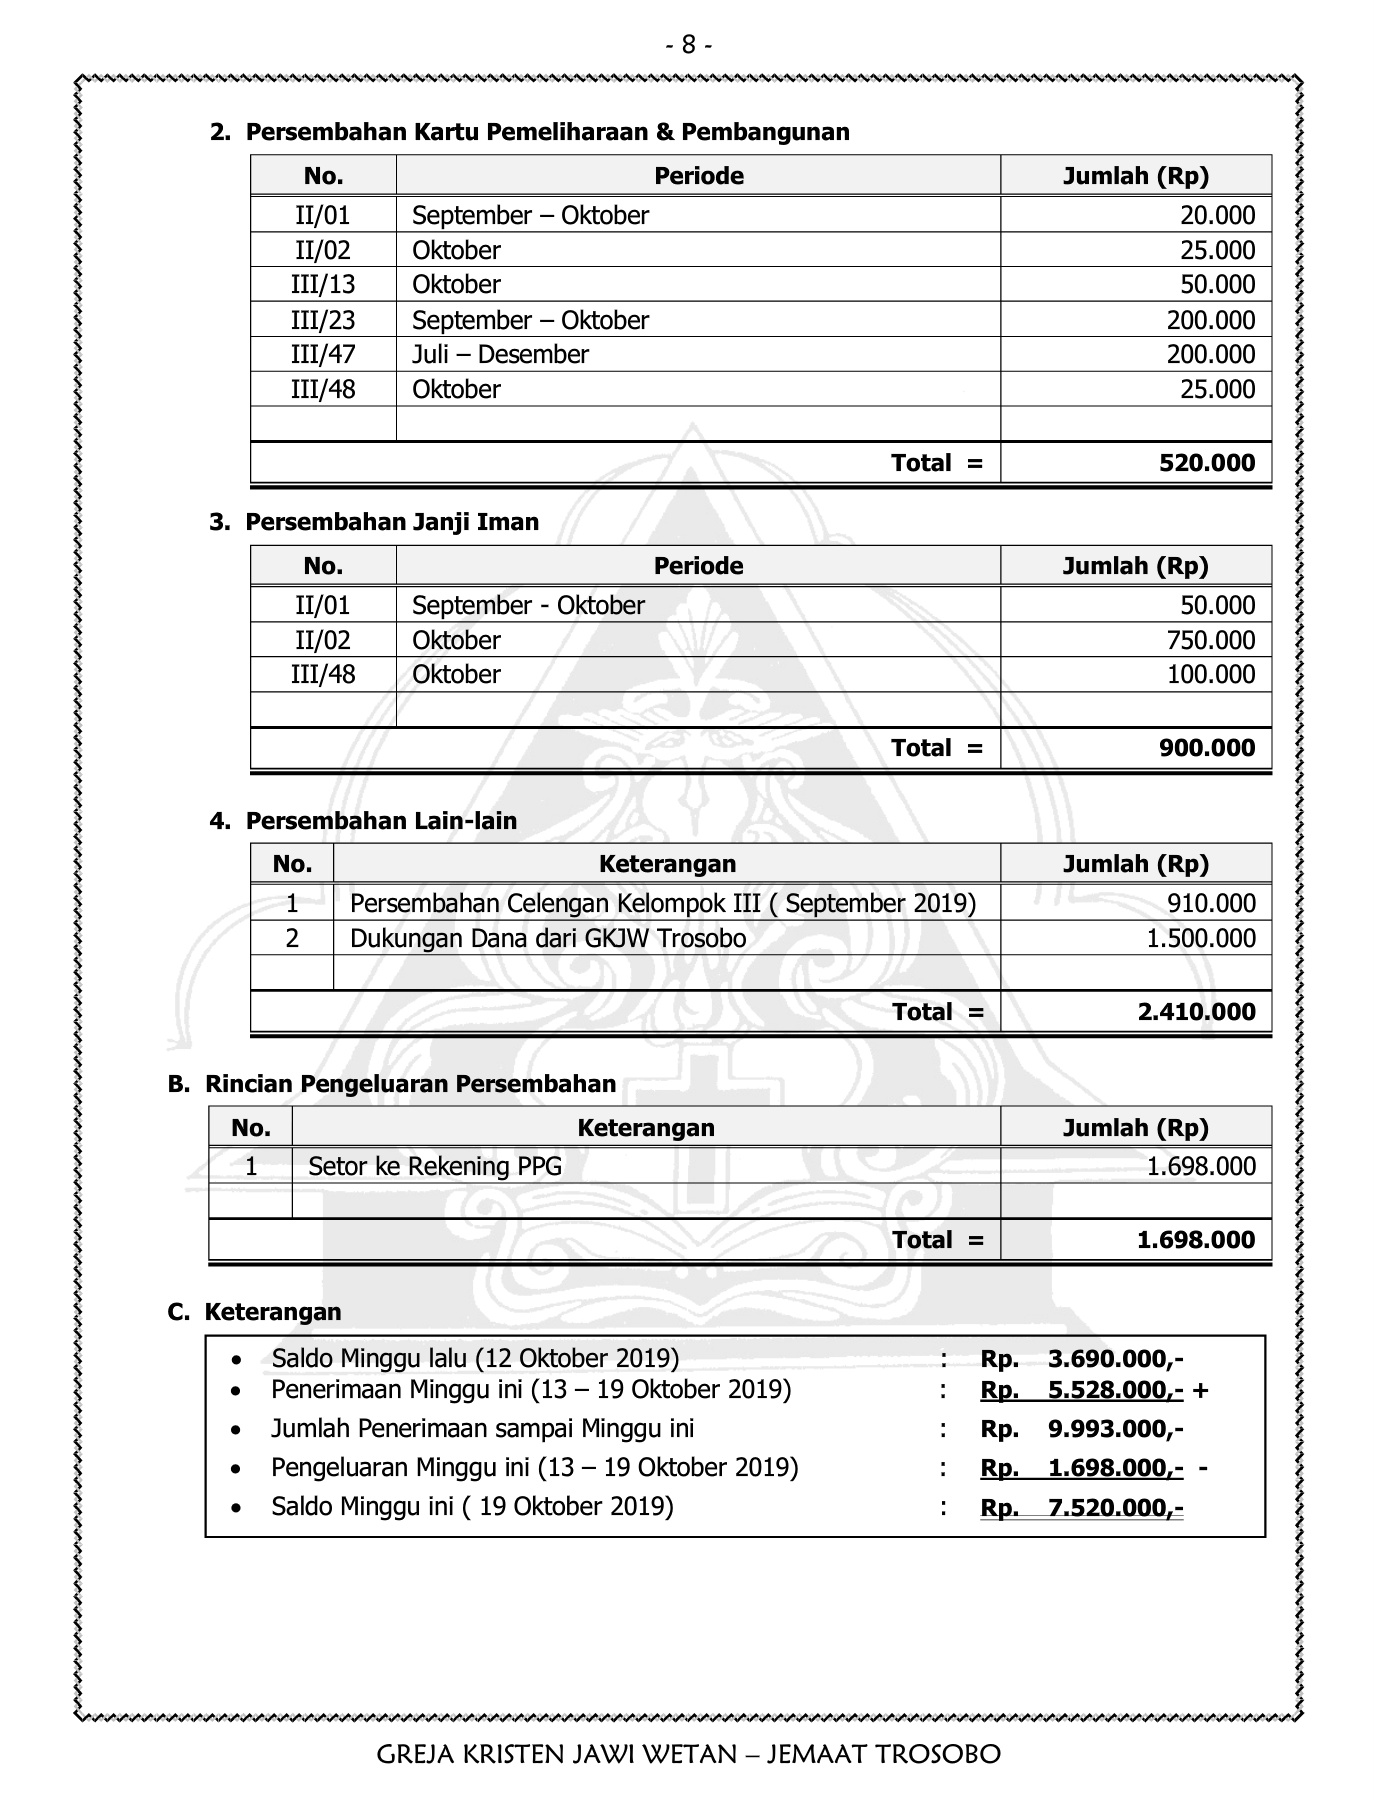 - 8 -
2. Persembahan Kartu Pemeliharaan & Pembangunan
No. Periode Jumlah (Rp)
II/01 September – Oktober 20.000
II/02 Oktober 25.000
III/13 Oktober 50.000
III/23 September – Oktober 200.000
III/47 Juli – Desember 200.000
III/48 Oktober 25.000
Total = 520.000
3. Persembahan Janji Iman
No. Periode Jumlah (Rp)
II/01 September - Oktober 50.000
II/02 Oktober 750.000
III/48 Oktober 100.000
Total = 900.000
4. Persembahan Lain-lain
No. Keterangan Jumlah (Rp)
1 Persembahan Celengan Kelompok III ( September 2019) 910.000
2 Dukungan Dana dari GKJW Trosobo 1.500.000
Total = 2.410.000
B. Rincian Pengeluaran Persembahan
No. Keterangan Jumlah (Rp)
1 Setor ke Rekening PPG 1.698.000
Total = 1.698.000
C. Keterangan
• Saldo Minggu lalu (12 Oktober 2019) : Rp. 3.690.000,-
• Penerimaan Minggu ini (13 – 19 Oktober 2019) : Rp. 5.528.000,- +
• Jumlah Penerimaan sampai Minggu ini : Rp. 9.993.000,-
• Pengeluaran Minggu ini (13 – 19 Oktober 2019) : Rp. 1.698.000,- -
• Saldo Minggu ini ( 19 Oktober 2019) : Rp. 7.520.000,-
GREJA KRISTEN JAWI WETAN – JEMAAT TROSOBO